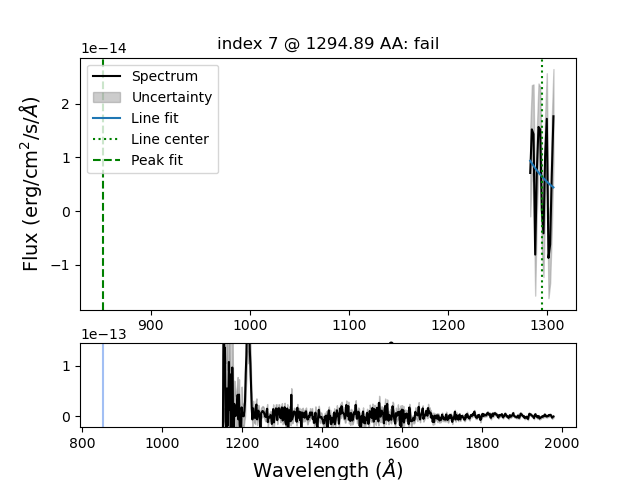 index 7 @ 1294.89 AA: fail
1e−14
Spectrum
Uncertainty
Line fit
Line center
Peak fit
Flux (erg/cm²/s/Å)
2
1
0
−1
900 1000 1100 1200 1300
1e−13
1
0
800 1000 1200 1400 1600 1800 2000
Wavelength (Å)